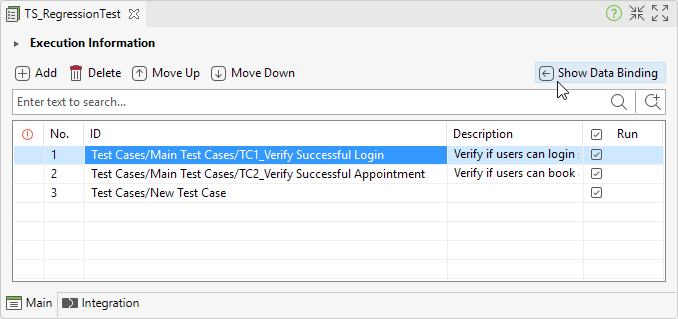 TS_RegressionTest
Execution Information
Add Delete Move Up Move Down Show Data Binding
Enter text to search...
No. ID Description Run
1 Test Cases/Main Test Cases/TC1_Verify Successful Login Verify if users can login
2 Test Cases/Main Test Cases/TC2_Verify Successful Appointment Verify if users can book
3 Test Cases/New Test Case
Main Integration